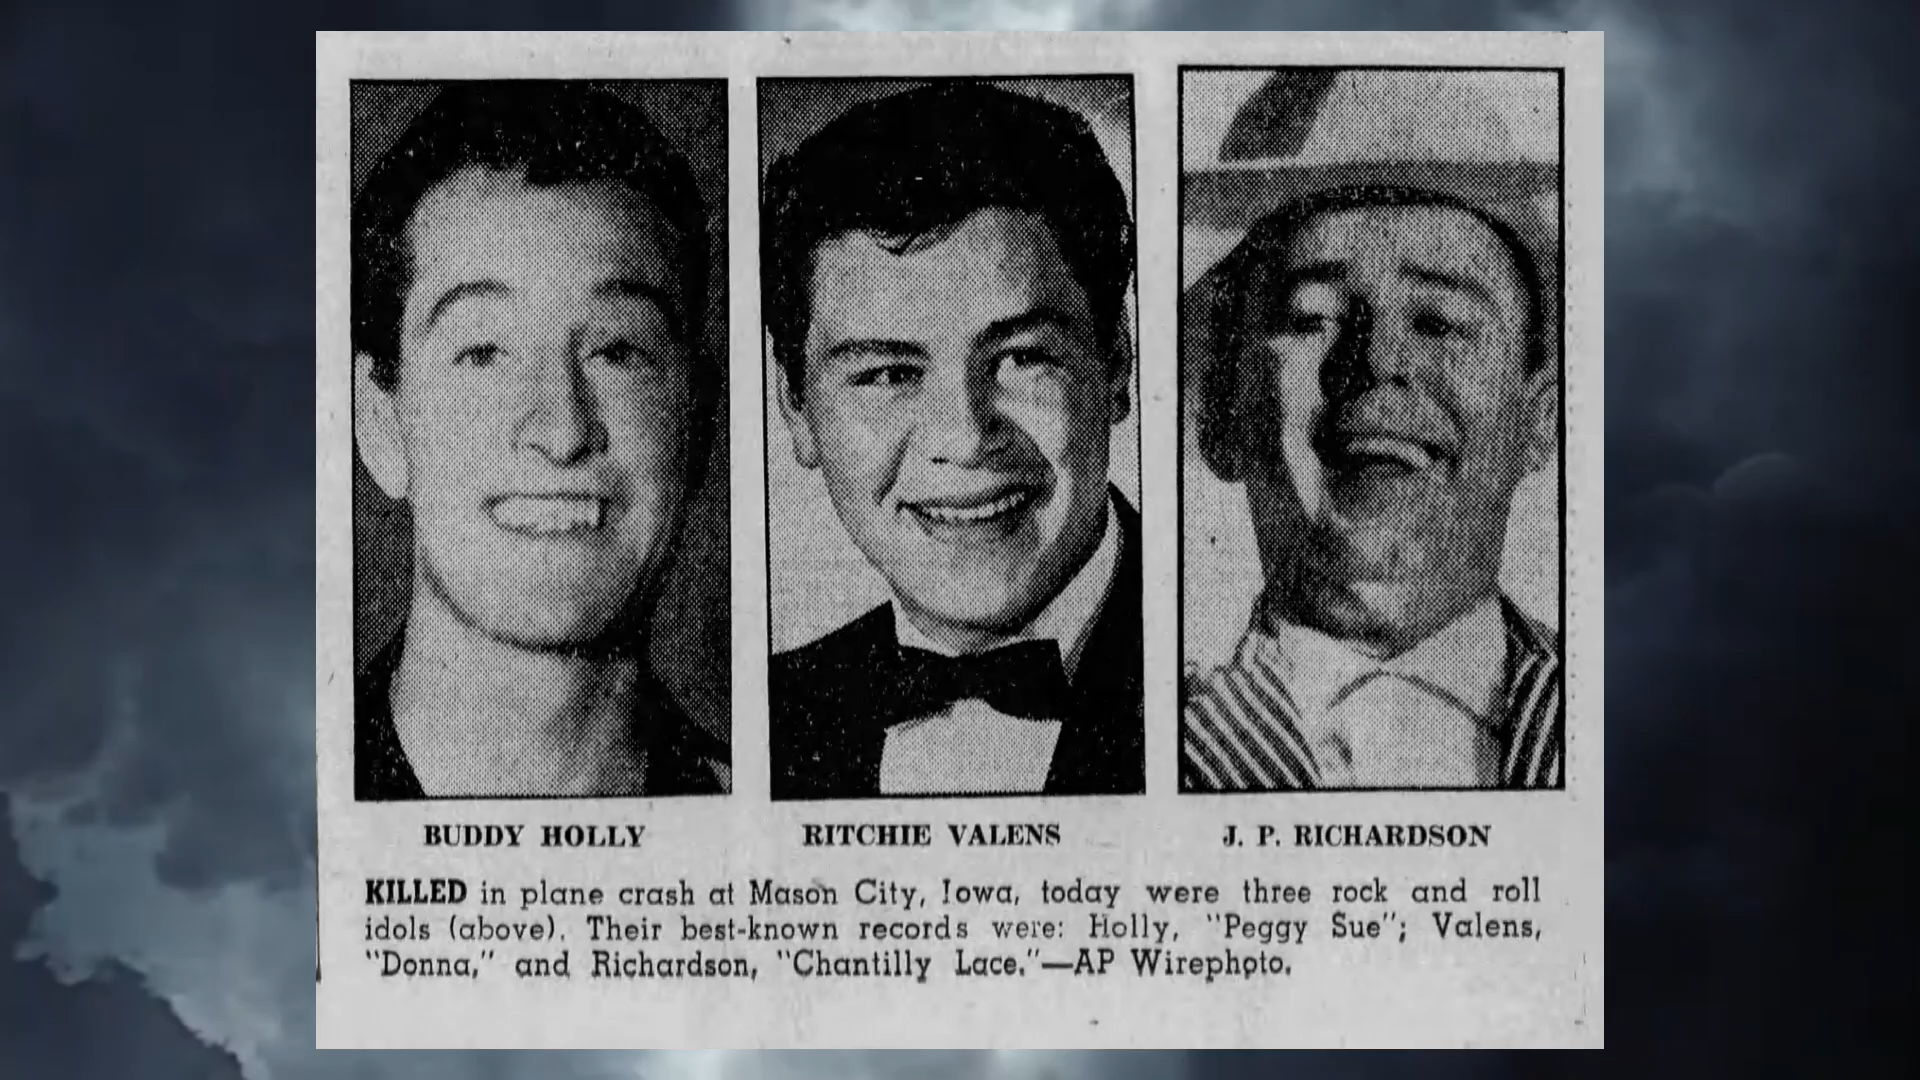 BUDDY HOLLY
RITCHIE VALENS
J. P. RICHARDSON
KILLED in plane crash at Mason City, Iowa, today were three rock and roll
idols (above). Their best-known records were: Holly, "Peggy Sue"; Valens,
"Donna," and Richardson, "Chantilly Lace."—AP Wirephoto.